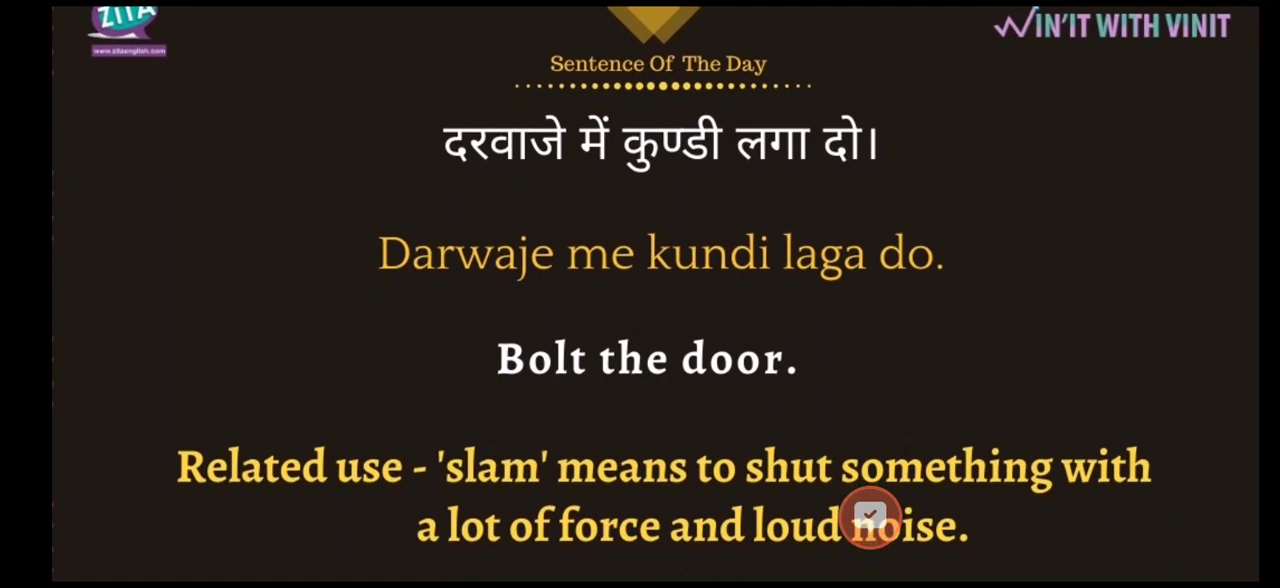 ZITA
www.zitaenglish.com
WIN'IT WITH VINIT
Sentence Of The Day
दरवाजे में कुण्डी लगा दो।
Darwaje me kundi laga do.
Bolt the door.
Related use - 'slam' means to shut something with
a lot of force and loud noise.